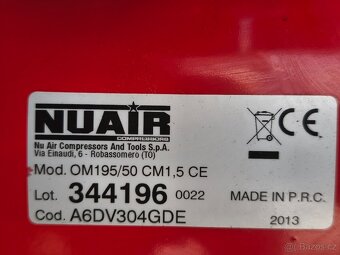 NUAIR
COMPRESSORS
Nu Air Compressors And Tools S.p.A.
Via Einaudi, 6 - Robassomero (TO)
Mod. OM195/50 CM1,5 CE
Lot. 344196 0022
MADE IN P.R.C.
Cod. A6DV304GDE
2013